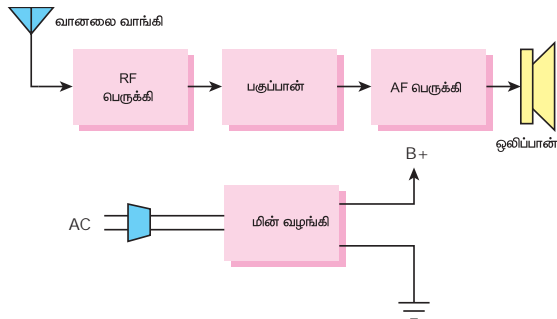 வானலை வாங்கி
RF
பெருக்கி
பகுப்பான்
AF பெருக்கி
ஒலிப்பான்
B+
AC
மின் வழங்கி